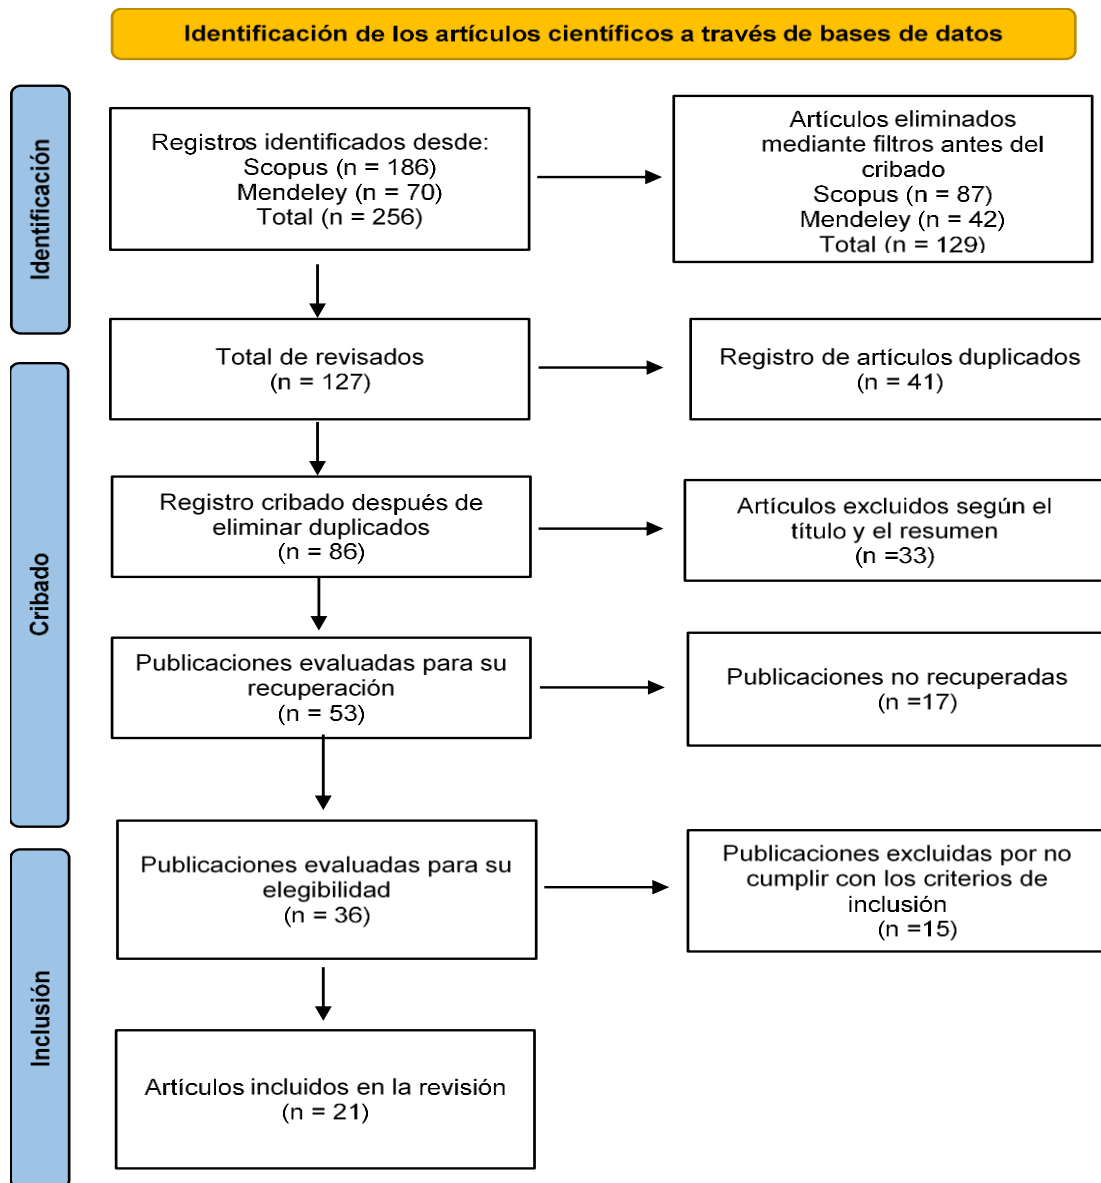 Identificación de los artículos científicos a través de bases de datos
Identificación
Registros identificados desde:
Scopus (n = 186)
Mendeley (n = 70)
Total (n = 256)
Artículos eliminados
mediante filtros antes del
cribado
Scopus (n = 87)
Mendeley (n = 42)
Total (n = 129)
Total de revisados
(n = 127)
Registro de artículos duplicados
(n = 41)
Cribado
Registro cribado después de
eliminar duplicados
(n = 86)
Artículos excluidos según el
título y el resumen
(n =33)
Publicaciones evaluadas para su
recuperación
(n = 53)
Publicaciones no recuperadas
(n =17)
Inclusión
Publicaciones evaluadas para su
elegibilidad
(n = 36)
Publicaciones excluidas por no
cumplir con los criterios de
inclusión
(n =15)
Artículos incluidos en la revisión
(n = 21)